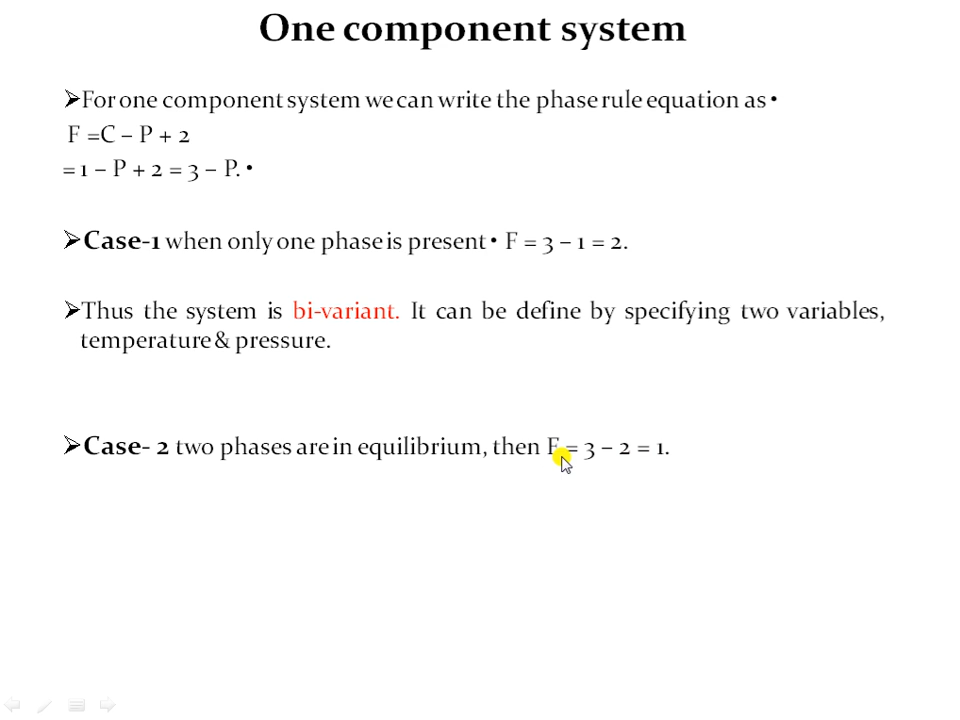 One component system
➢For one component system we can write the phase rule equation as •
F =C – P + 2
= 1 – P + 2 = 3 – P. •
➢Case-1 when only one phase is present • F = 3 – 1 = 2.
➢Thus the system is bi-variant. It can be define by specifying two variables,
temperature & pressure.
➢Case- 2 two phases are in equilibrium, then F = 3 – 2 = 1.